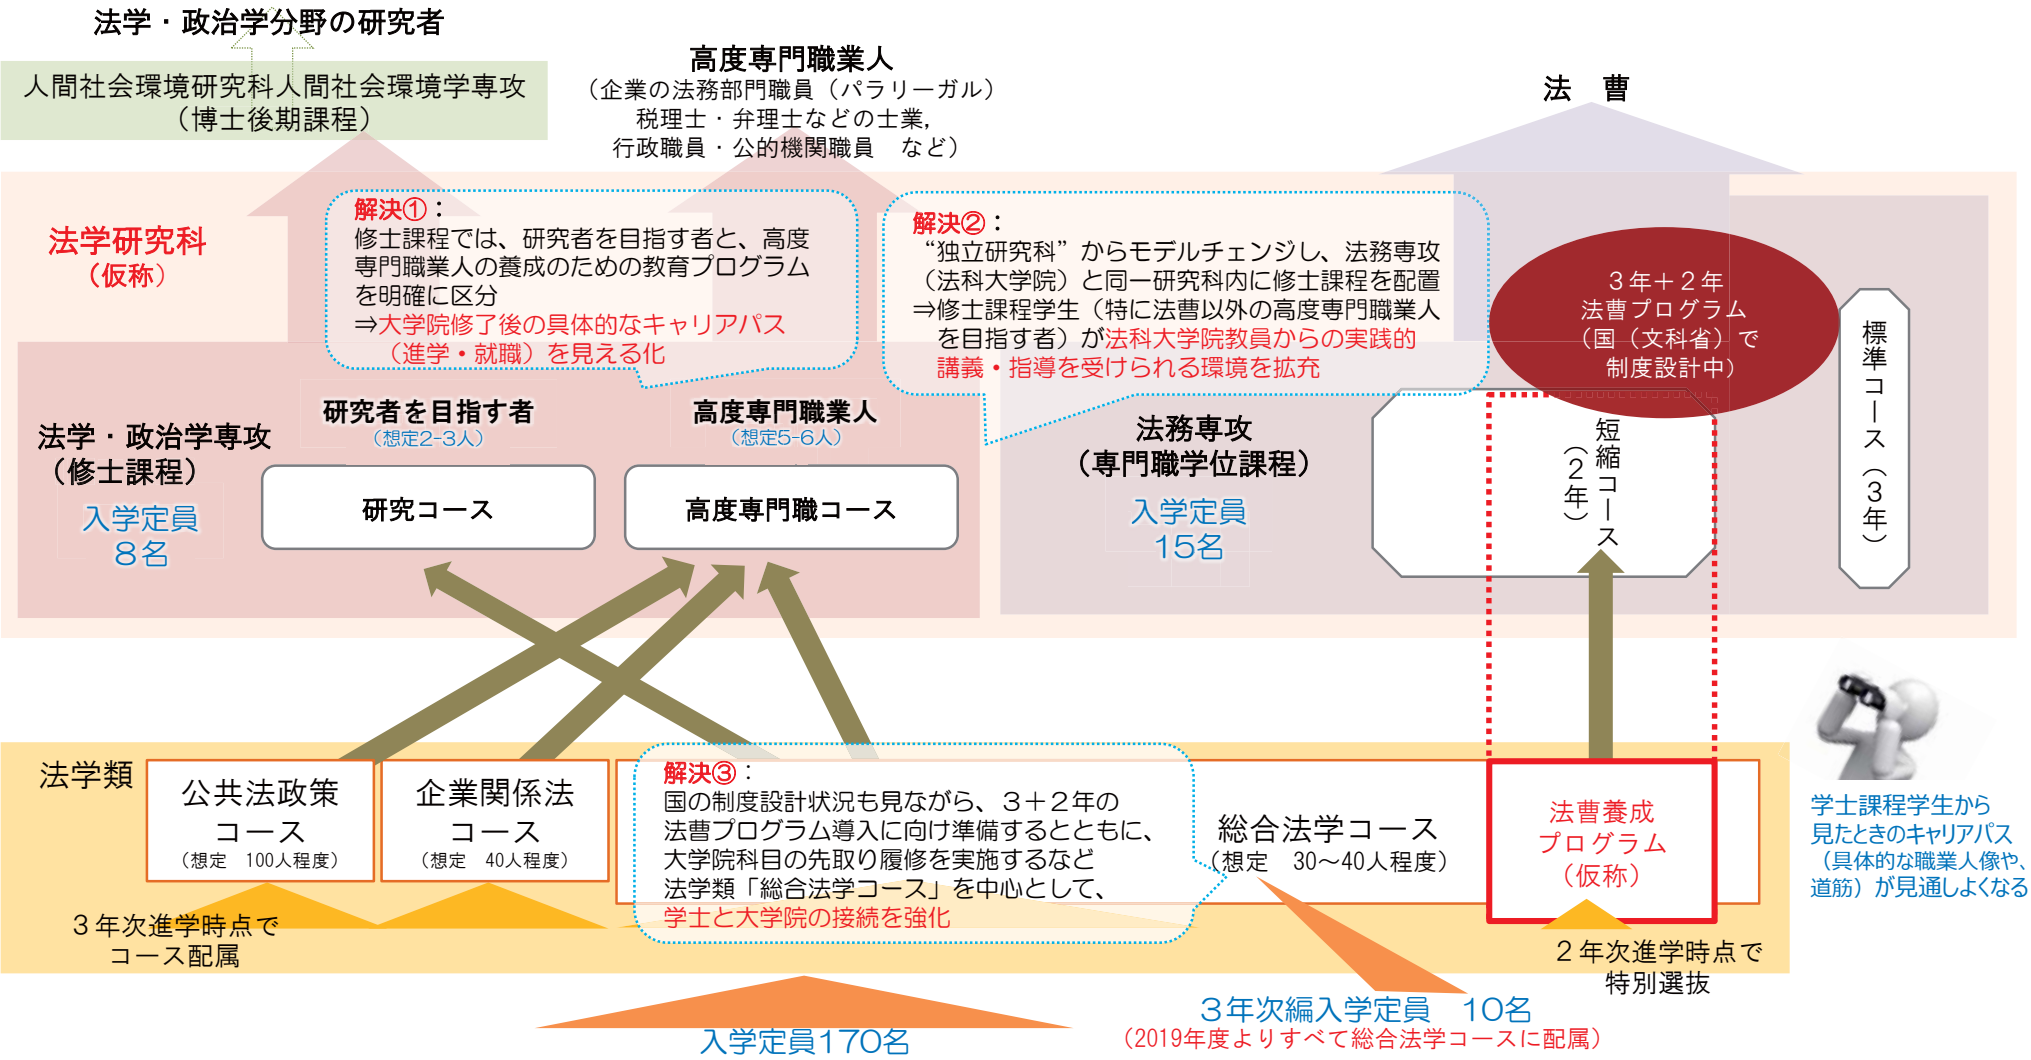 法学・政治学分野の研究者
人間社会環境研究科人間社会環境学専攻
（博士後期課程）
高度専門職業人
（企業の法務部門職員（パラリーガル）
税理士・弁理士などの士業，
行政職員・公的機関職員　など）
法　曹
法学研究科
（仮称）
解決①：
修士課程では、研究者を目指す者と、高度
専門職業人の養成のための教育プログラム
を明確に区分
⇒大学院修了後の具体的なキャリアパス
（進学・就職）を見える化
解決②：
“独立研究科”からモデルチェンジし、法務専攻
（法科大学院）と同一研究科内に修士課程を配置
⇒修士課程学生（特に法曹以外の高度専門職業人
を目指す者）が法科大学院教員からの実践的
講義・指導を受けられる環境を拡充
３年＋２年
法曹プログラム
（国（文科省）で
制度設計中）
標準コース（３年）
法学・政治学専攻
（修士課程）
入学定員
８名
研究者を目指す者
（想定2-3人）
研究コース
高度専門職業人
（想定5-6人）
高度専門職コース
法務専攻
（専門職学位課程）
入学定員
15名
短縮コース
（２年）
法学類
公共法政策
コース
（想定　100人程度）
企業関係法
コース
（想定　40人程度）
解決③：
国の制度設計状況も見ながら、３＋２年の
法曹プログラム導入に向け準備するとともに、
大学院科目の先取り履修を実施するなど
法学類「総合法学コース」を中心として、
学士と大学院の接続を強化
総合法学コース
（想定　30～40人程度）
法曹養成
プログラム
（仮称）
学士課程学生から
見たときのキャリアパス
（具体的な職業人像や、
道筋）が見通しよくなる
３年次進学時点で
コース配属
２年次進学時点で
特別選抜
入学定員170名
３年次編入学定員　10名
（2019年度よりすべて総合法学コースに配属）